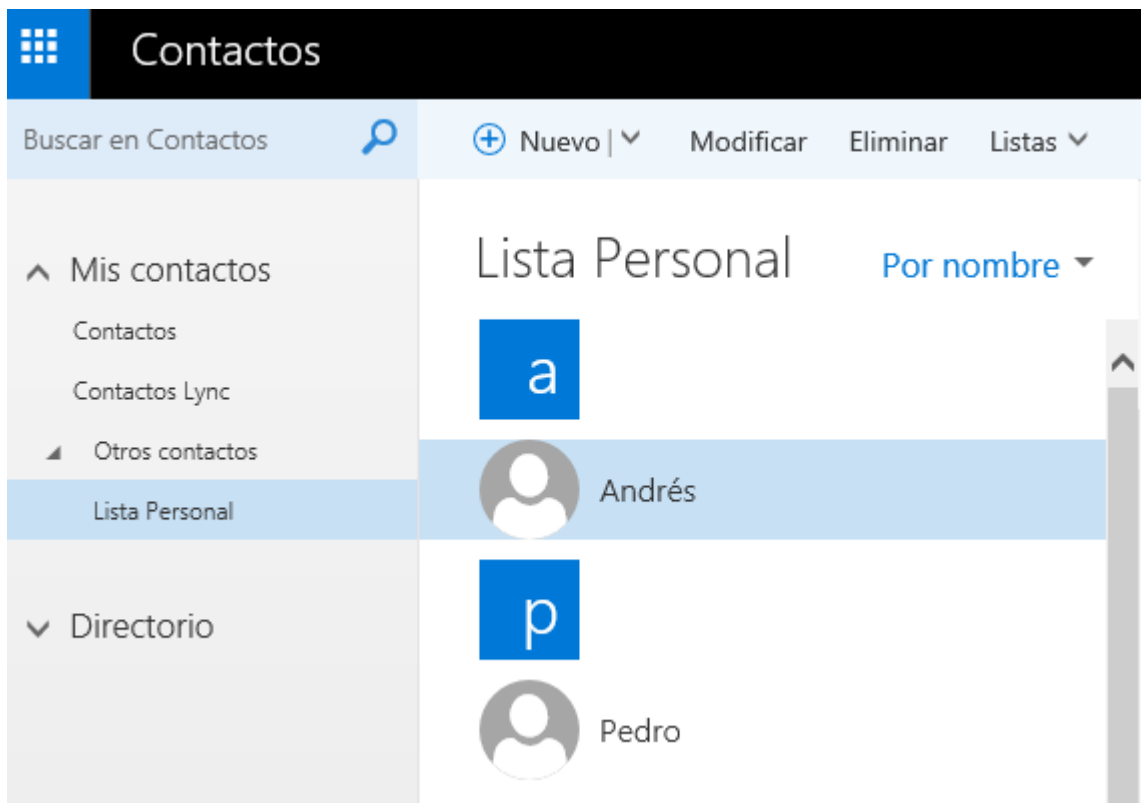 Contactos
Buscar en Contactos
Nuevo | Modificar Eliminar Listas
Mis contactos
Contactos
Contactos Lync
Otros contactos
Lista Personal
Directorio
Lista Personal Por nombre
a
Andrés
p
Pedro